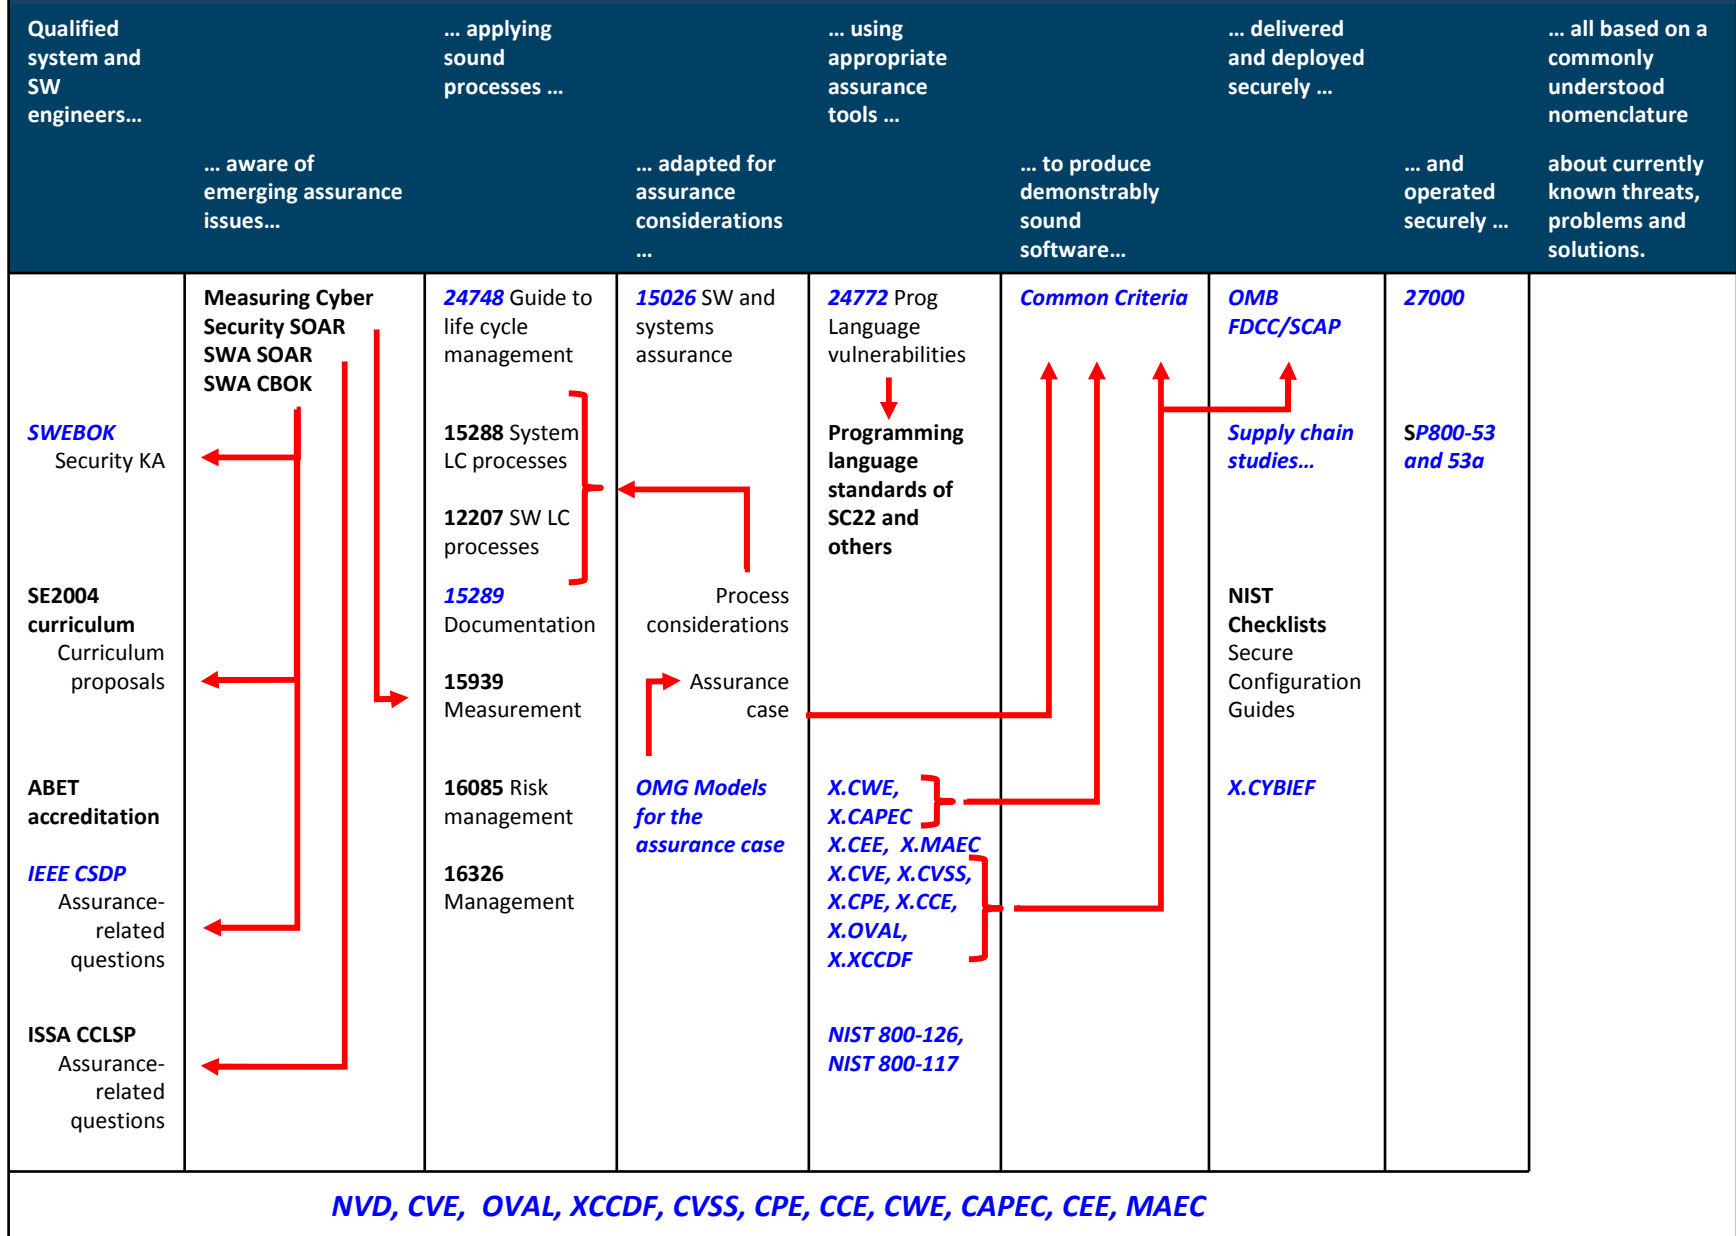 Qualified
system and
SW
engineers…
… aware of
emerging assurance
issues…
… applying
sound
processes …
… adapted for
assurance
considerations
…
… using
appropriate
assurance
tools …
… to produce
demonstrably
sound
software…
… delivered
and deployed
securely …
… and
operated
securely …
… all based on a
commonly
understood
nomenclature
about currently
known threats,
problems and
solutions.
SWEBOK
Security KA
SE2004
curriculum
Curriculum
proposals
ABET
accreditation
IEEE CSDP
Assurance-
related
questions
ISSA CCLSP
Assurance-
related
questions
Measuring Cyber
Security SOAR
SWA SOAR
SWA CBOK
24748 Guide to
life cycle
management
15288 System
LC processes
12207 SW LC
processes
15289
Documentation
15939
Measurement
16085 Risk
management
16326
Management
15026 SW and
systems
assurance
Process
considerations
Assurance
case
OMG Models
for the
assurance case
24772 Prog
Language
vulnerabilities
Programming
language
standards of
SC22 and
others
X.CWE,
X.CAPEC
X.CEE, X.MAEC
X.CVE, X.CVSS,
X.CPE, X.CCE,
X.OVAL,
X.XCCDF
NIST 800-126,
NIST 800-117
Common Criteria
OMB
FDCC/SCAP
Supply chain
studies…
NIST
Checklists
Secure
Configuration
Guides
X.CYBIEF
27000
SP800-53
and 53a
NVD, CVE, OVAL, XCCDF, CVSS, CPE, CCE, CWE, CAPEC, CEE, MAEC